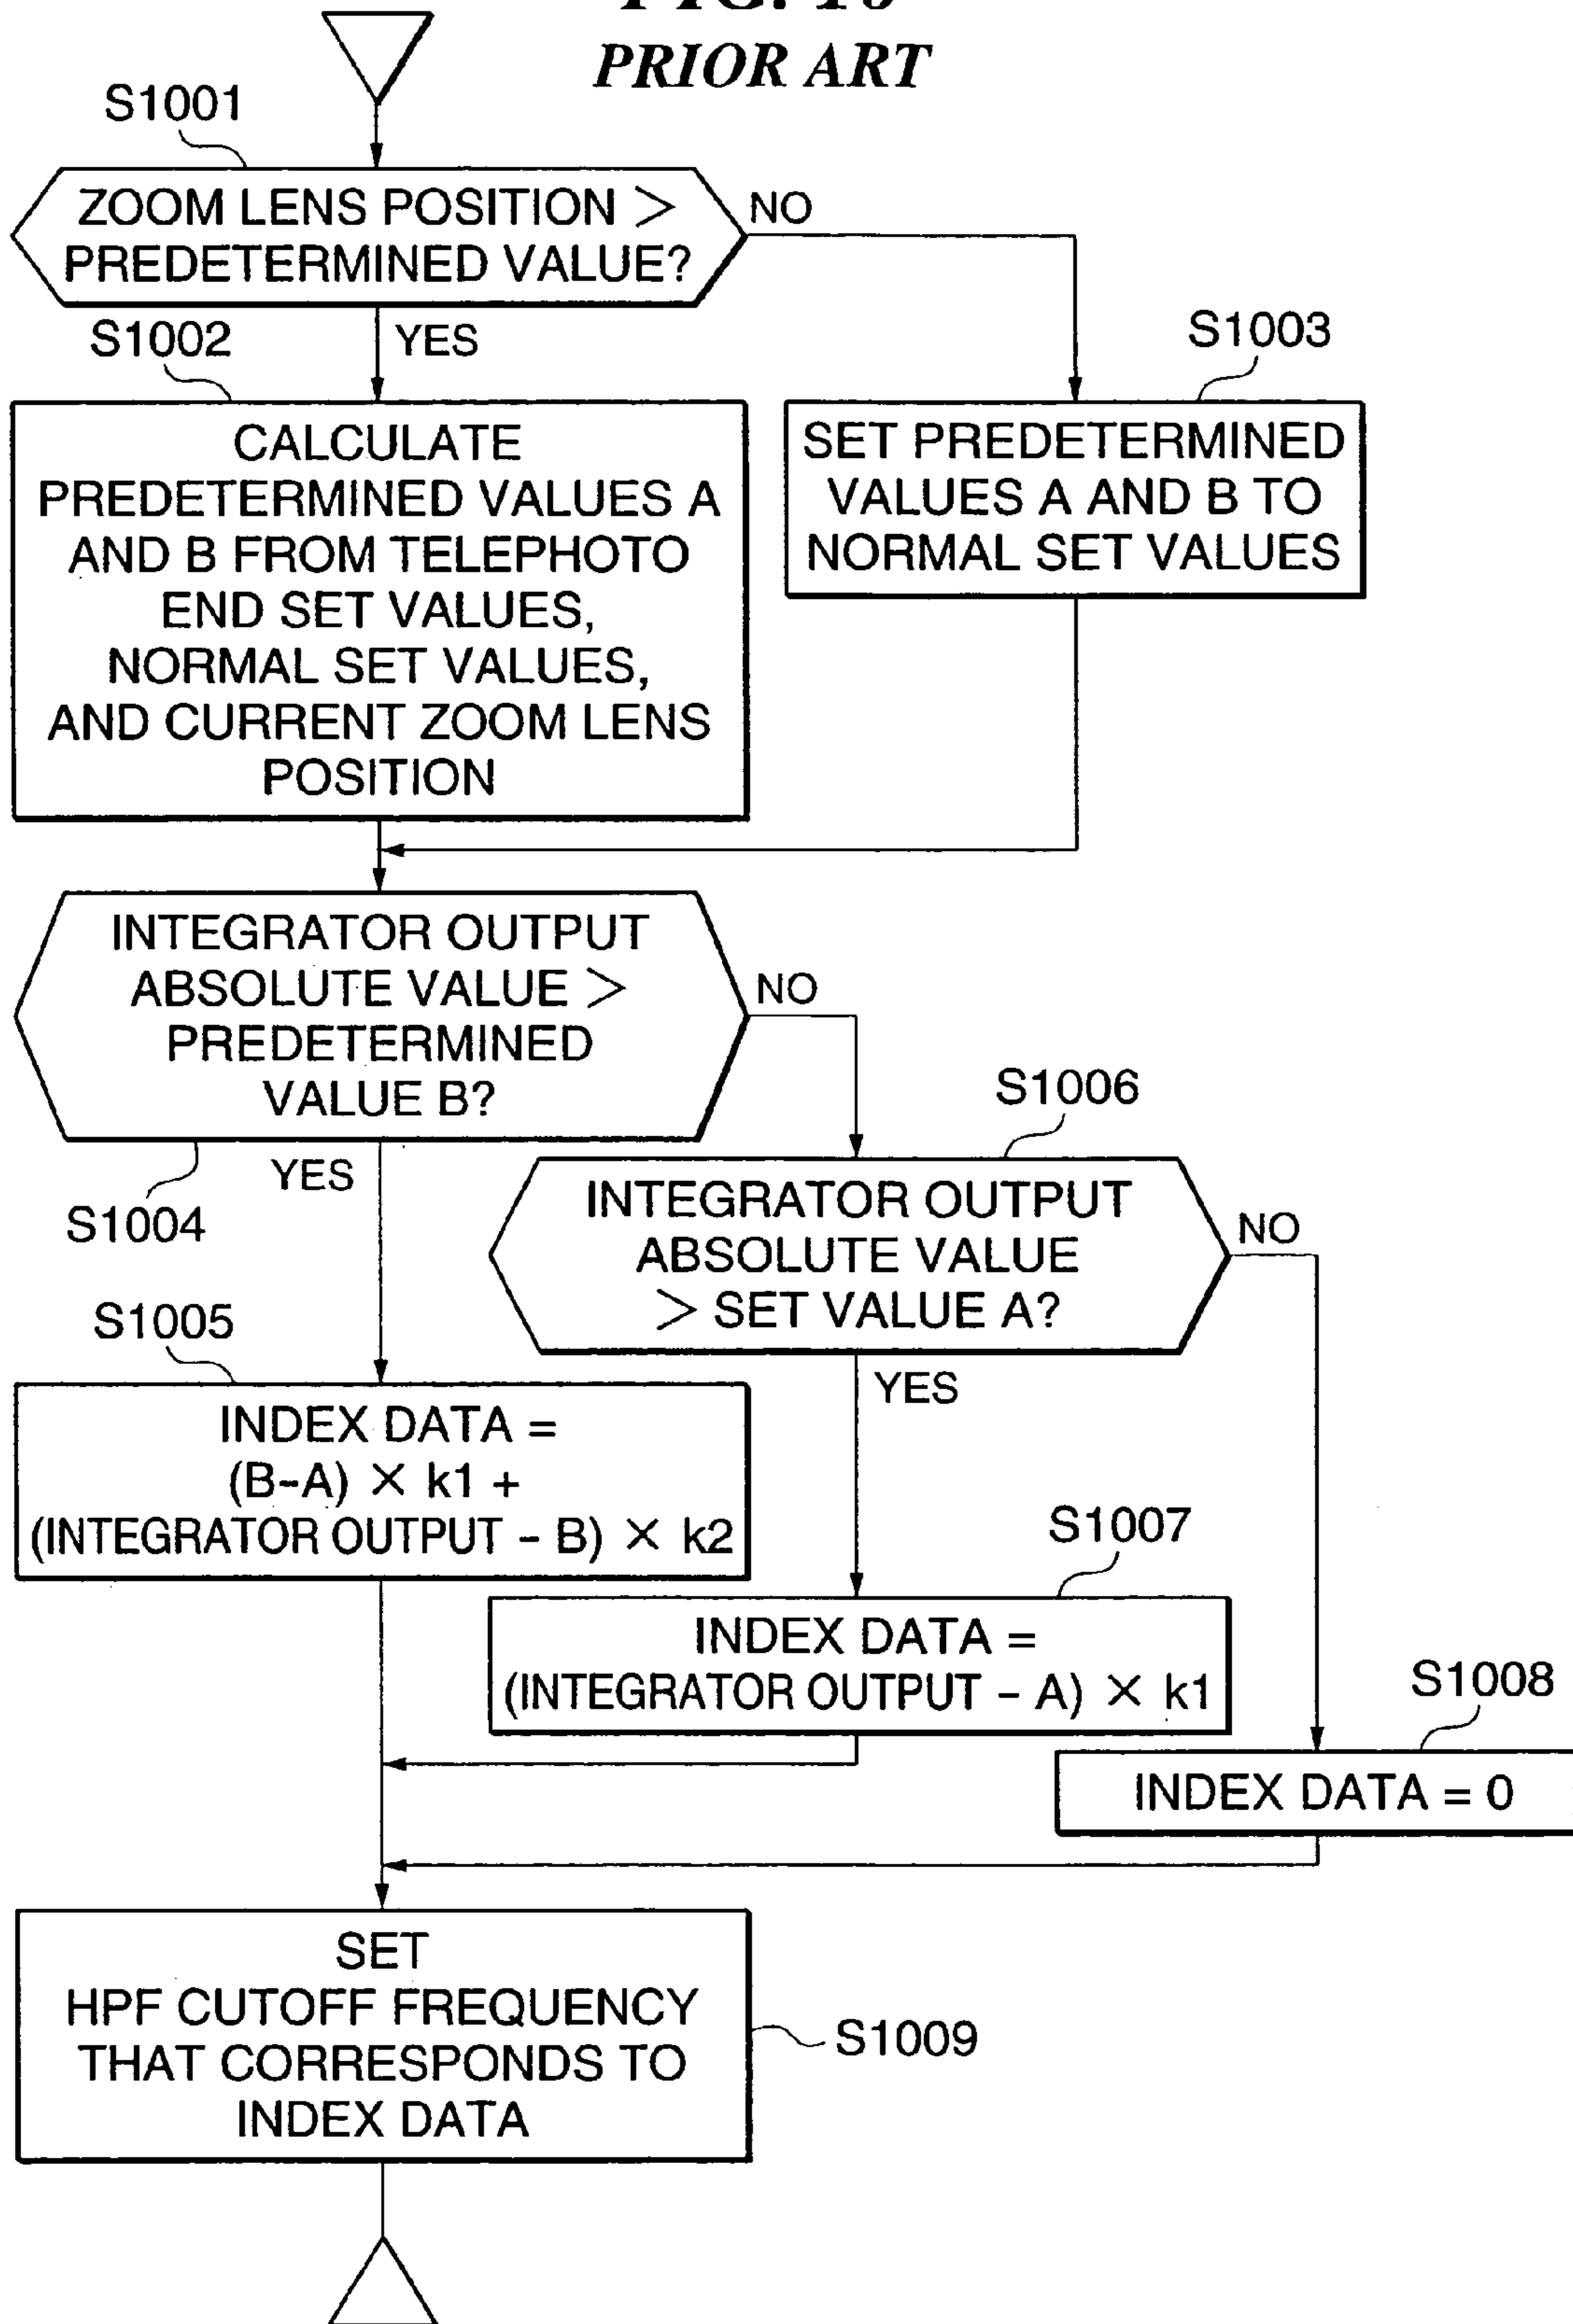 PRIOR ART
S1001
ZOOM LENS POSITION >
PREDETERMINED VALUE?
NO
S1002
YES
S1003
CALCULATE
PREDETERMINED VALUES A
AND B FROM TELEPHOTO
END SET VALUES,
NORMAL SET VALUES,
AND CURRENT ZOOM LENS
POSITION
SET PREDETERMINED
VALUES A AND B TO
NORMAL SET VALUES
INTEGRATOR OUTPUT
ABSOLUTE VALUE >
PREDETERMINED
VALUE B?
NO
S1004
YES
S1006
INTEGRATOR OUTPUT
ABSOLUTE VALUE
> SET VALUE A?
NO
S1005
YES
INDEX DATA =
(B-A) × k1 +
(INTEGRATOR OUTPUT - B) × k2
S1007
INDEX DATA =
(INTEGRATOR OUTPUT - A) × k1
S1008
INDEX DATA = 0
SET
HPF CUTOFF FREQUENCY
THAT CORRESPONDS TO
INDEX DATA
S1009